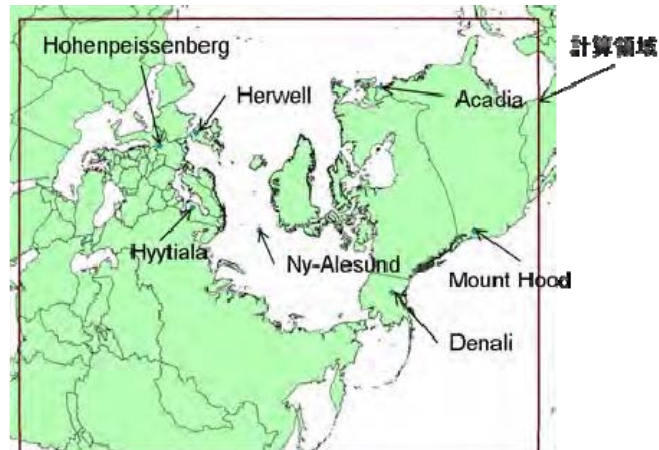 Hohenpeissenberg
計算領域
Herwell
Acadia
Hyytiala
Ny-Alesund
Mount Hood
Denali